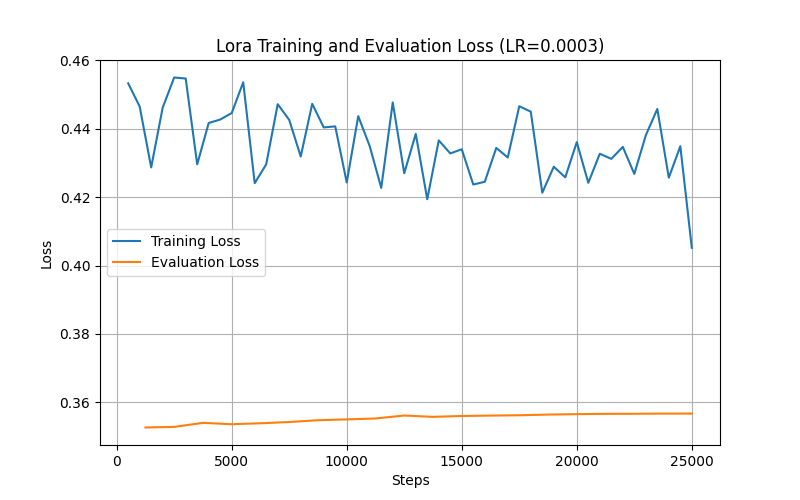 Lora Training and Evaluation Loss (LR=0.0003)
0.46
0.44
0.42
0.40
0.38
0.36
Loss
Training Loss
Evaluation Loss
0
5000
10000
15000
20000
25000
Steps